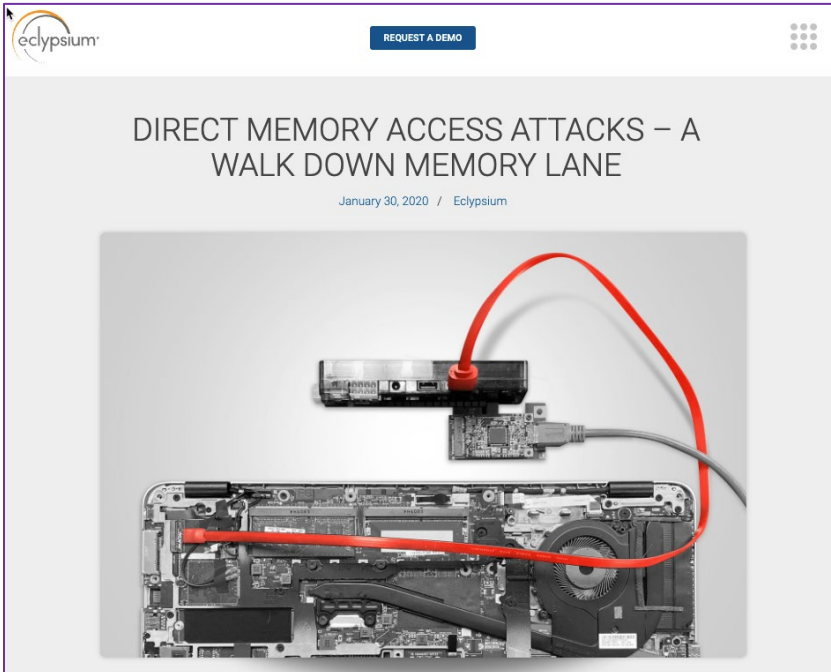 eclypsium
REQUEST A DEMO
DIRECT MEMORY ACCESS ATTACKS – A
WALK DOWN MEMORY LANE
January 30, 2020 / Eclypsium